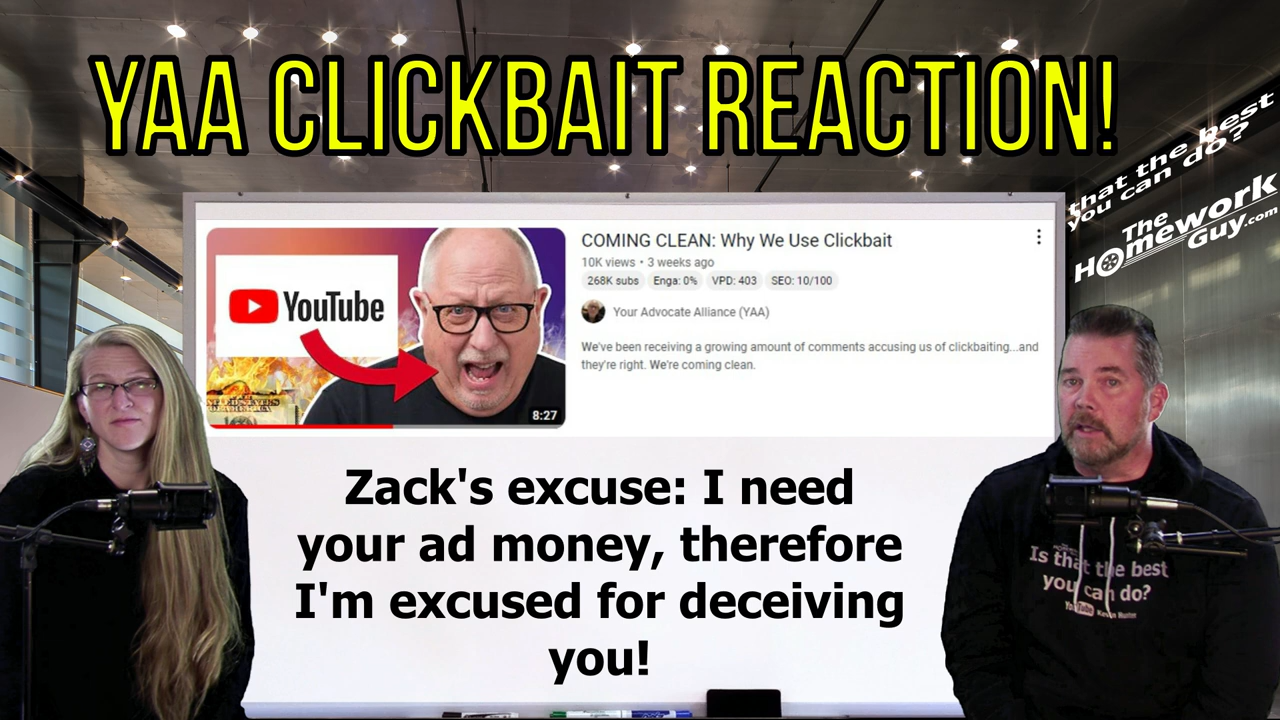 YAA CLICKBAIT REACTION!
that the best
you can do?
The
Homework
Guy.com
COMING CLEAN: Why We Use Clickbait
10K views • 3 weeks ago
268K subs Enga: 0% VPD: 403 SEO: 10/100
Your Advocate Alliance (YAA)
We've been receiving a growing amount of comments accusing us of clickbaiting...and
they're right. We're coming clean.
YouTube
8:27
Zack's excuse: I need
your ad money, therefore
I'm excused for deceiving
you!
Is that the best
you can do?
YouTube Kevin Hunter